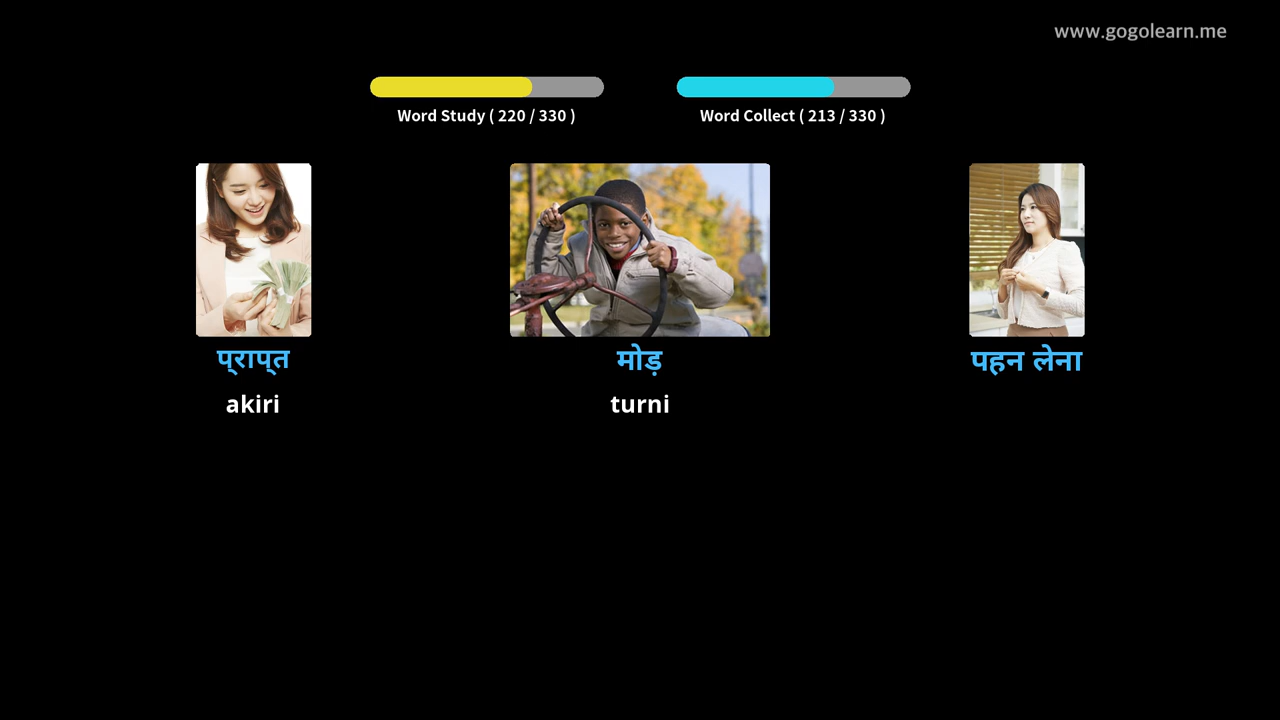 www.gogolearn.me
Word Study ( 220 / 330 )
Word Collect ( 213 / 330 )
प्राप्त
मोड़
पहन लेना
akiri
turni